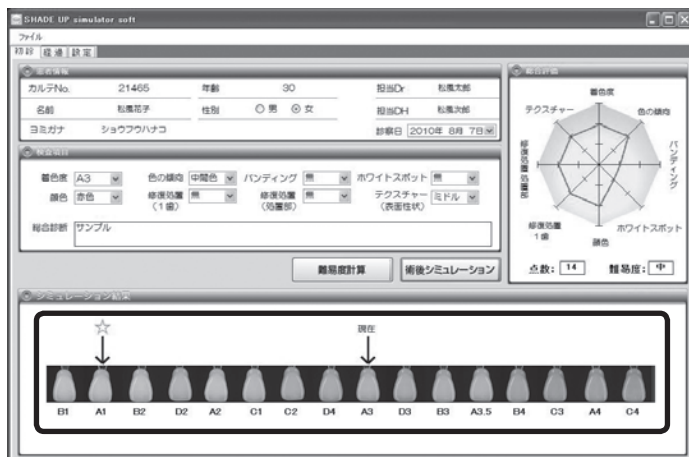 SHADE UP simulator soft
ファイル
初診 経過 設定
患者情報
カルテNo. 21465 年齢 30 担当Dr 松風太郎
名前 松風花子 性別 男 女 担当DH 松風次郎
ヨミガナ ショウフウハナコ 診察日 2010年 8月 7日
検査項目
着色度 A3 色の傾向 中間色 バンディング 無 ホワイトスポット 無
顔色 赤色 修復処置 (1歯) 無 修復処置 (処置部) 無 テクスチャー (表面性状) ミドル
総合診断 サンプル
難易度計算 術後シミュレーション
総合評価
着色度
テクスチャー 色の傾向
修復処置 処置部 バンディング
修復処置 1歯 ホワイトスポット
顔色
点数: 14 難易度: 中
シミュレーション結果
☆ 現在
B1 A1 B2 D2 A2 C1 C2 D4 A3 D3 B3 A3.5 B4 C3 A4 C4